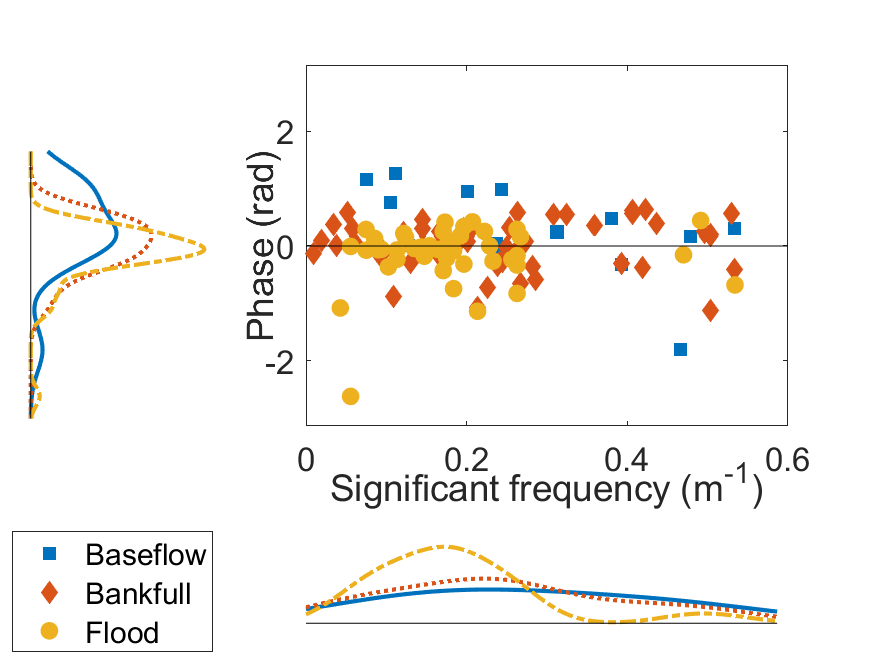 2
0
-2
Phase (rad)
0 0.2 0.4 0.6
Significant frequency (m⁻¹)
Baseflow
Bankfull
Flood